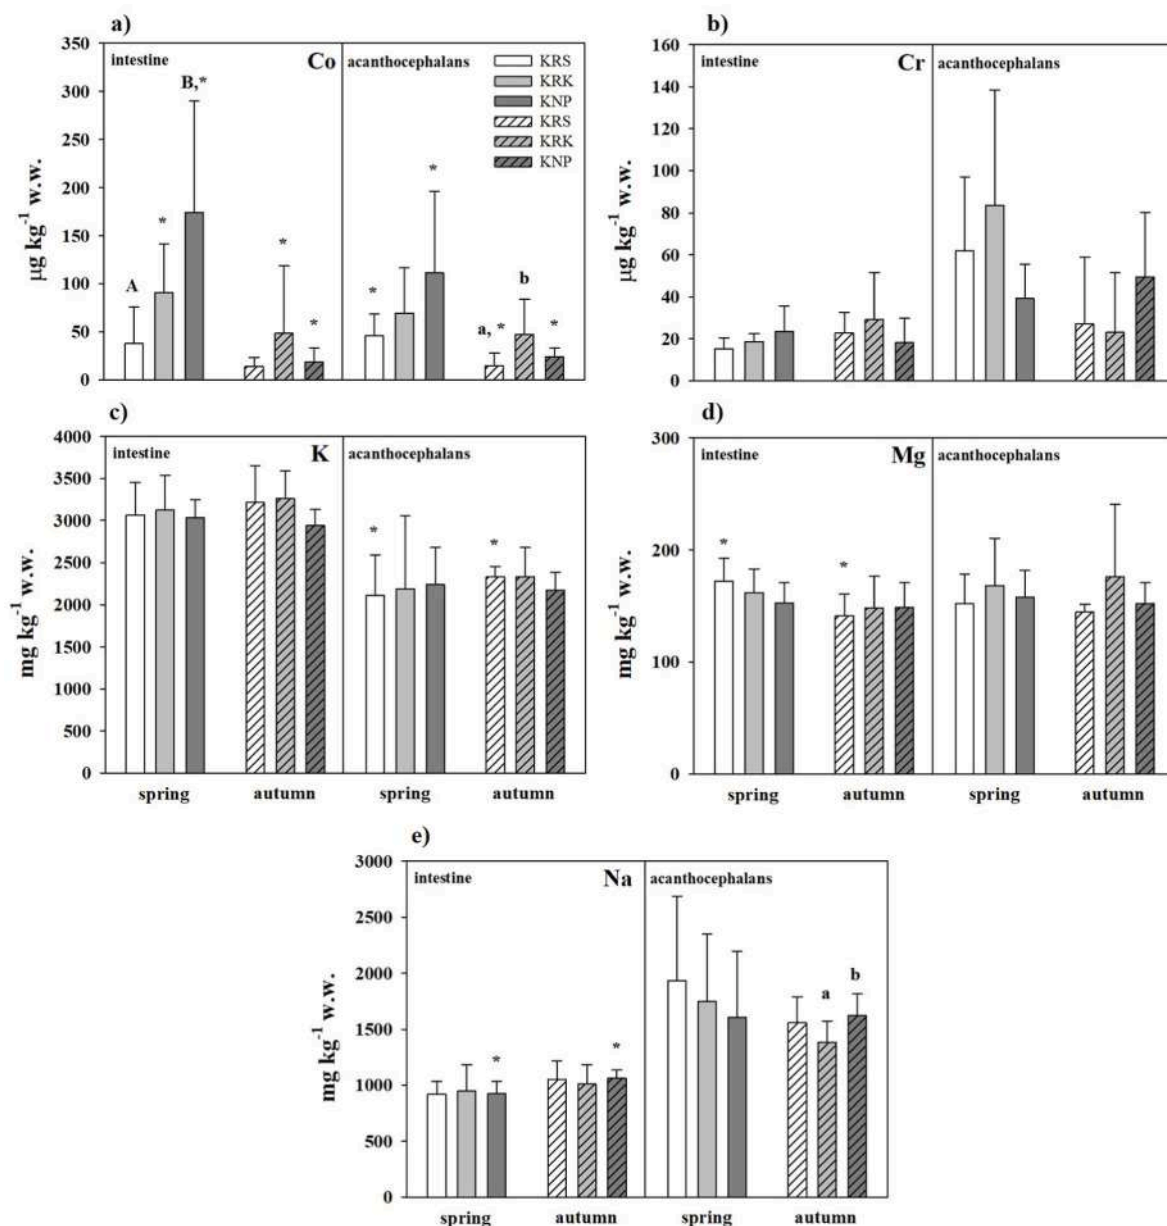 a)
350
300
250
200
150
100
50
0
µg kg⁻¹ w.w.
intestine
Co
acanthocephalans
A
*
B,*
*
*
*
*
a, *
b
*
KRS
KRK
KNP
KRS
KRK
KNP
b)
160
140
120
100
80
60
40
20
0
µg kg⁻¹ w.w.
intestine
Cr
acanthocephalans
c)
4000
3500
3000
2500
2000
1500
1000
500
0
mg kg⁻¹ w.w.
intestine
K
acanthocephalans
*
*
spring
autumn
spring
autumn
d)
300
200
100
0
mg kg⁻¹ w.w.
intestine
Mg
acanthocephalans
*
*
spring
autumn
spring
autumn
e)
3000
2500
2000
1500
1000
500
0
mg kg⁻¹ w.w.
intestine
Na
acanthocephalans
*
*
a
b
spring
autumn
spring
autumn